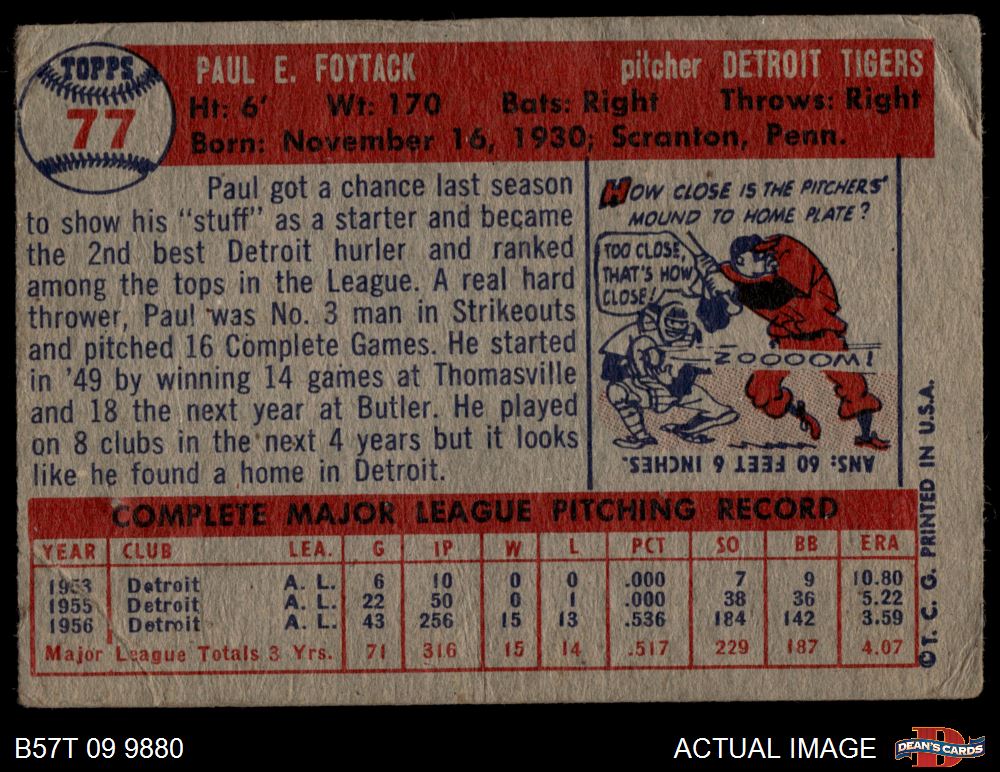 TOPPS
77
PAUL E. FOYTACK pitcher DETROIT TIGERS
Ht: 6' Wt: 170 Bats: Right Throws: Right
Born: November 16, 1930; Scranton, Penn.
Paul got a chance last season
to show his "stuff" as a starter and became
the 2nd best Detroit hurler and ranked
among the tops in the League. A real hard
thrower, Paul was No. 3 man in Strikeouts
and pitched 16 Complete Games. He started
in '49 by winning 14 games at Thomasville
and 18 the next year at Butler. He played
on 8 clubs in the next 4 years but it looks
like he found a home in Detroit.
HOW CLOSE IS THE PITCHERS'
MOUND TO HOME PLATE?
TOO CLOSE,
THAT'S HOW
CLOSE!
ZOOOOOM!
ANS: 60 FEET 9 INCHES.
COMPLETE MAJOR LEAGUE PITCHING RECORD
YEAR CLUB LEA. G IP W L PCT SO BB ERA
1953 Detroit A. L. 6 10 0 0 .000 7 9 10.80
1955 Detroit A. L. 22 50 0 1 .000 38 36 5.22
1956 Detroit A. L. 43 256 15 13 .536 184 142 3.59
Major League Totals 3 Yrs. 71 316 15 14 .517 229 187 4.07
©T. C. G. PRINTED IN U.S.A.
B57T 09 9880
ACTUAL IMAGE
D
DEAN'S CARDS